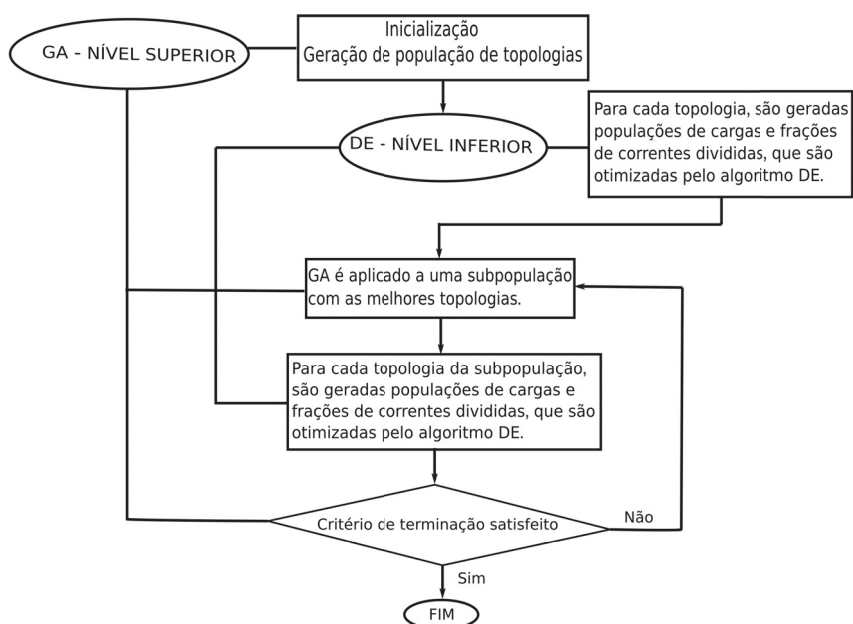 GA - NÍVEL SUPERIOR
Inicialização
Geração de população de topologias
DE - NÍVEL INFERIOR
Para cada topologia, são geradas
populações de cargas e frações
de correntes divididas, que são
otimizadas pelo algoritmo DE.
GA é aplicado a uma subpopulação
com as melhores topologias.
Para cada topologia da subpopulação,
são geradas populações de cargas e
frações de correntes divididas, que são
otimizadas pelo algoritmo DE.
Critério de terminação satisfeito
Não
Sim
FIM